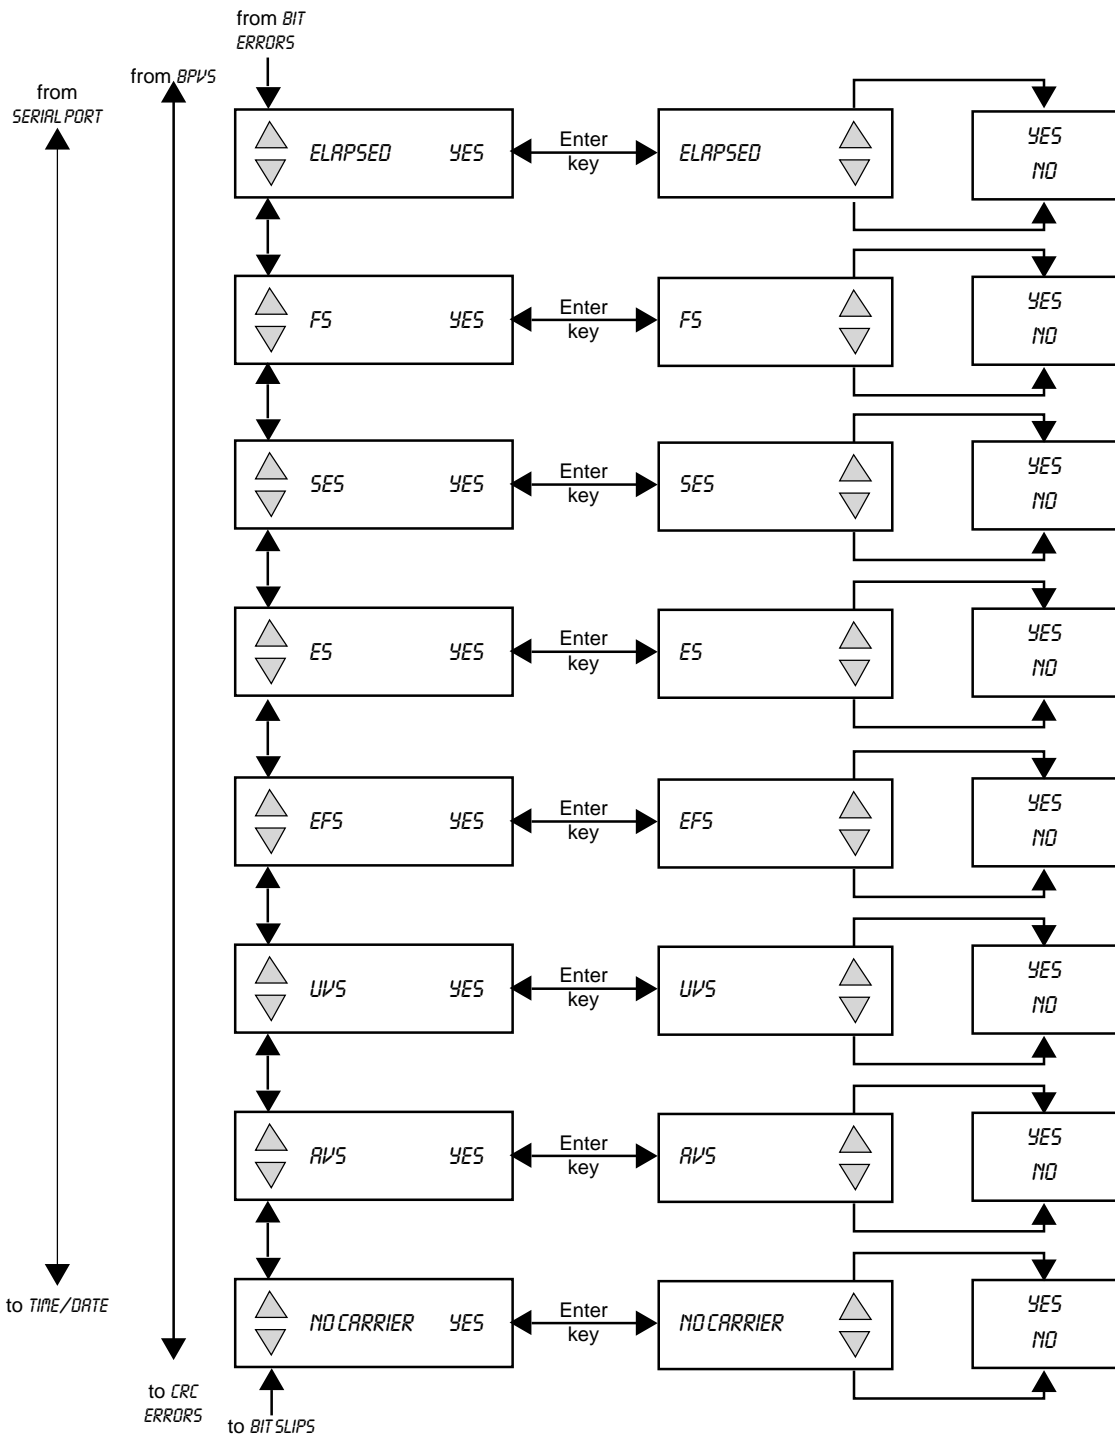 from BIT
ERRORS
from BPVS
from
SERIAL PORT
ELAPSED YES
Enter
key
ELAPSED
YES
NO
FS YES
Enter
key
FS
YES
NO
SES YES
Enter
key
SES
YES
NO
ES YES
Enter
key
ES
YES
NO
EFS YES
Enter
key
EFS
YES
NO
UVS YES
Enter
key
UVS
YES
NO
AVS YES
Enter
key
AVS
YES
NO
NO CARRIER YES
Enter
key
NO CARRIER
YES
NO
to TIME/DATE
to CRC
ERRORS
to BIT SLIPS